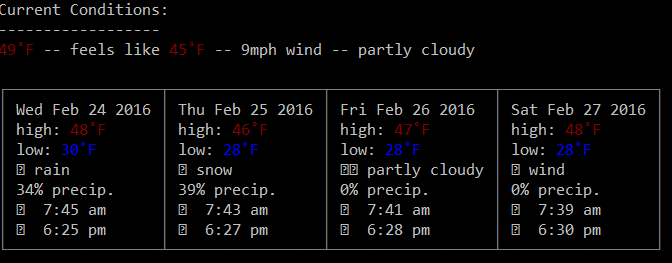 Current Conditions:
------------------
49°F -- feels like 45°F -- 9mph wind -- partly cloudy
Wed Feb 24 2016
high: 48°F
low: 30°F
rain
34% precip.
7:45 am
6:25 pm
Thu Feb 25 2016
high: 46°F
low: 28°F
snow
39% precip.
7:43 am
6:27 pm
Fri Feb 26 2016
high: 47°F
low: 28°F
partly cloudy
0% precip.
7:41 am
6:28 pm
Sat Feb 27 2016
high: 48°F
low: 28°F
wind
0% precip.
7:39 am
6:30 pm